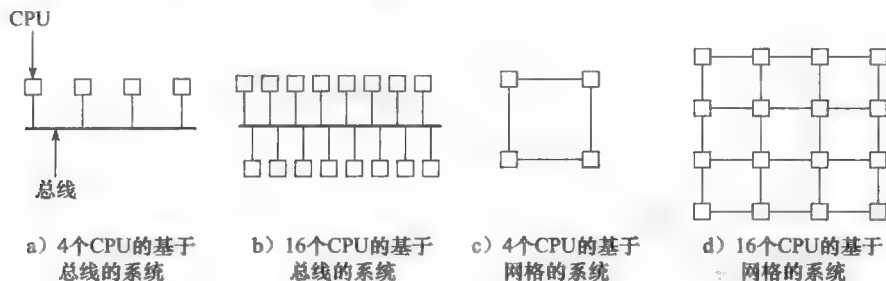 CPU
总线
a）4个CPU的基于
总线的系统
b）16个CPU的基于
总线的系统
c）4个CPU的基于
网格的系统
d）16个CPU的基于
网格的系统